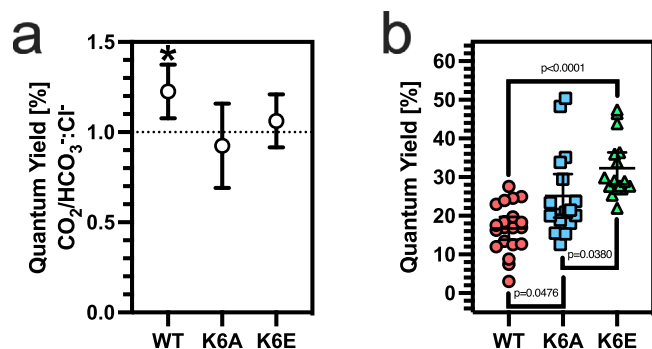 a
Quantum Yield [%]
CO₂/HCO₃⁻:Cl⁻
1.5
1.0
0.5
0.0
*
WT
K6A
K6E
b
Quantum Yield [%]
60
50
40
30
20
10
0
p<0.0001
p=0.0380
p=0.0476
WT
K6A
K6E